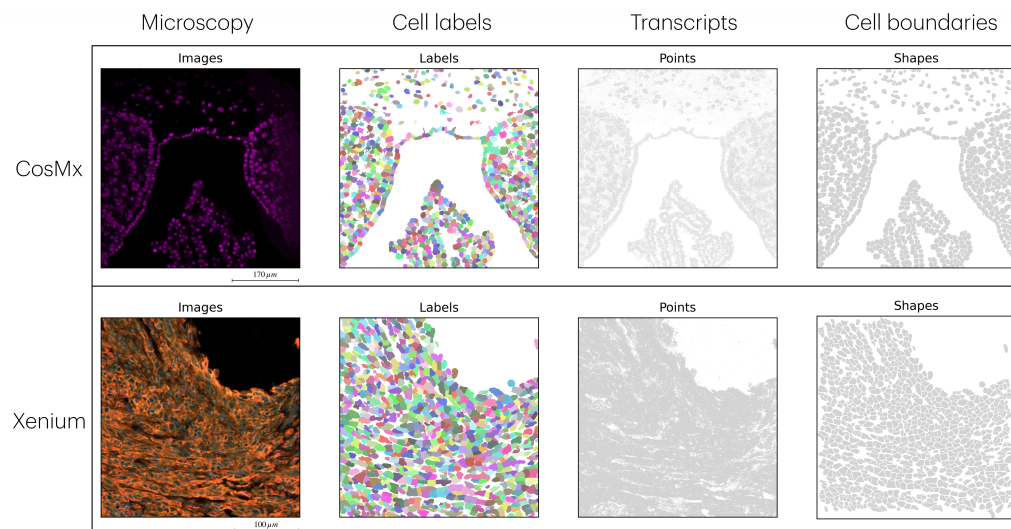 Microscopy Cell labels Transcripts Cell boundaries
Images Labels Points Shapes
CosMx
170 μm
Images Labels Points Shapes
Xenium
100 μm